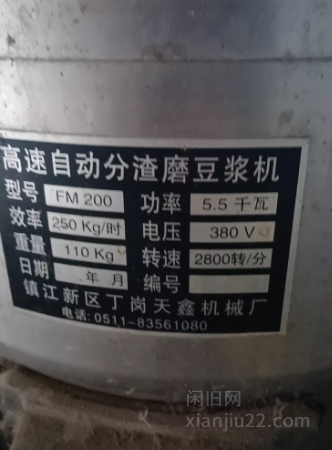 高速自动分渣磨豆浆机
型号 FM 200 功率 5.5 千瓦
效率 250 Kg/时 电压 380 V
重量 110 Kg 转速 2800转/分
日期 年 月 编号
镇江新区丁岗天鑫机械厂
电话:0511-83561080
闲旧网
xianjiu22.com